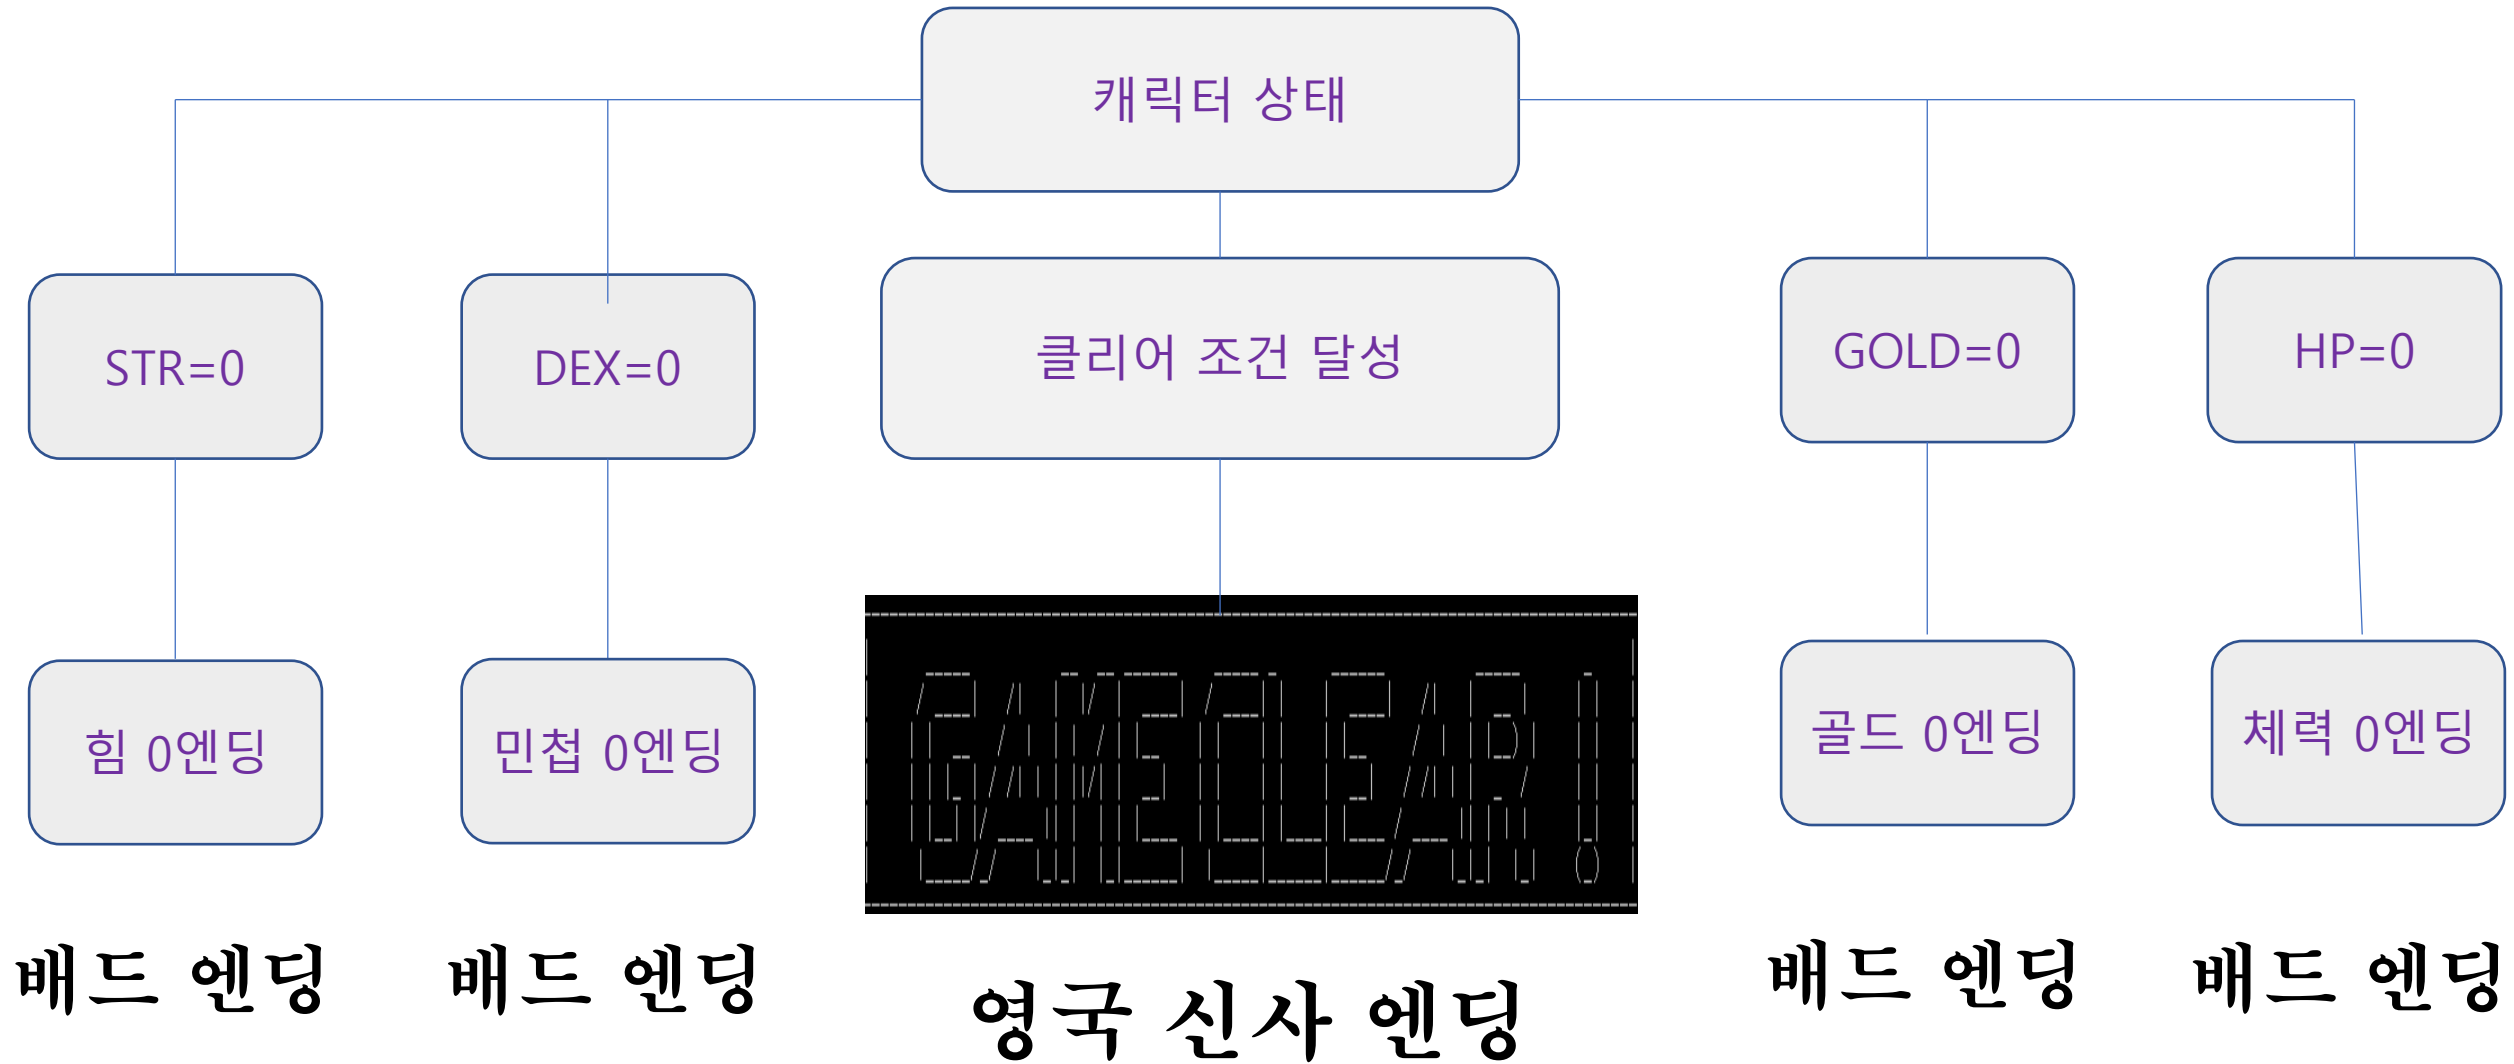 캐릭터 상태
STR=0
DEX=0
클리어 조건 달성
GOLD=0
HP=0
힘 0엔딩
민첩 0엔딩
GAME CLEAR !
골드 0엔딩
체력 0엔딩
배드 엔딩
배드 엔딩
영국 신사 엔딩
배드 엔딩
배드 엔딩